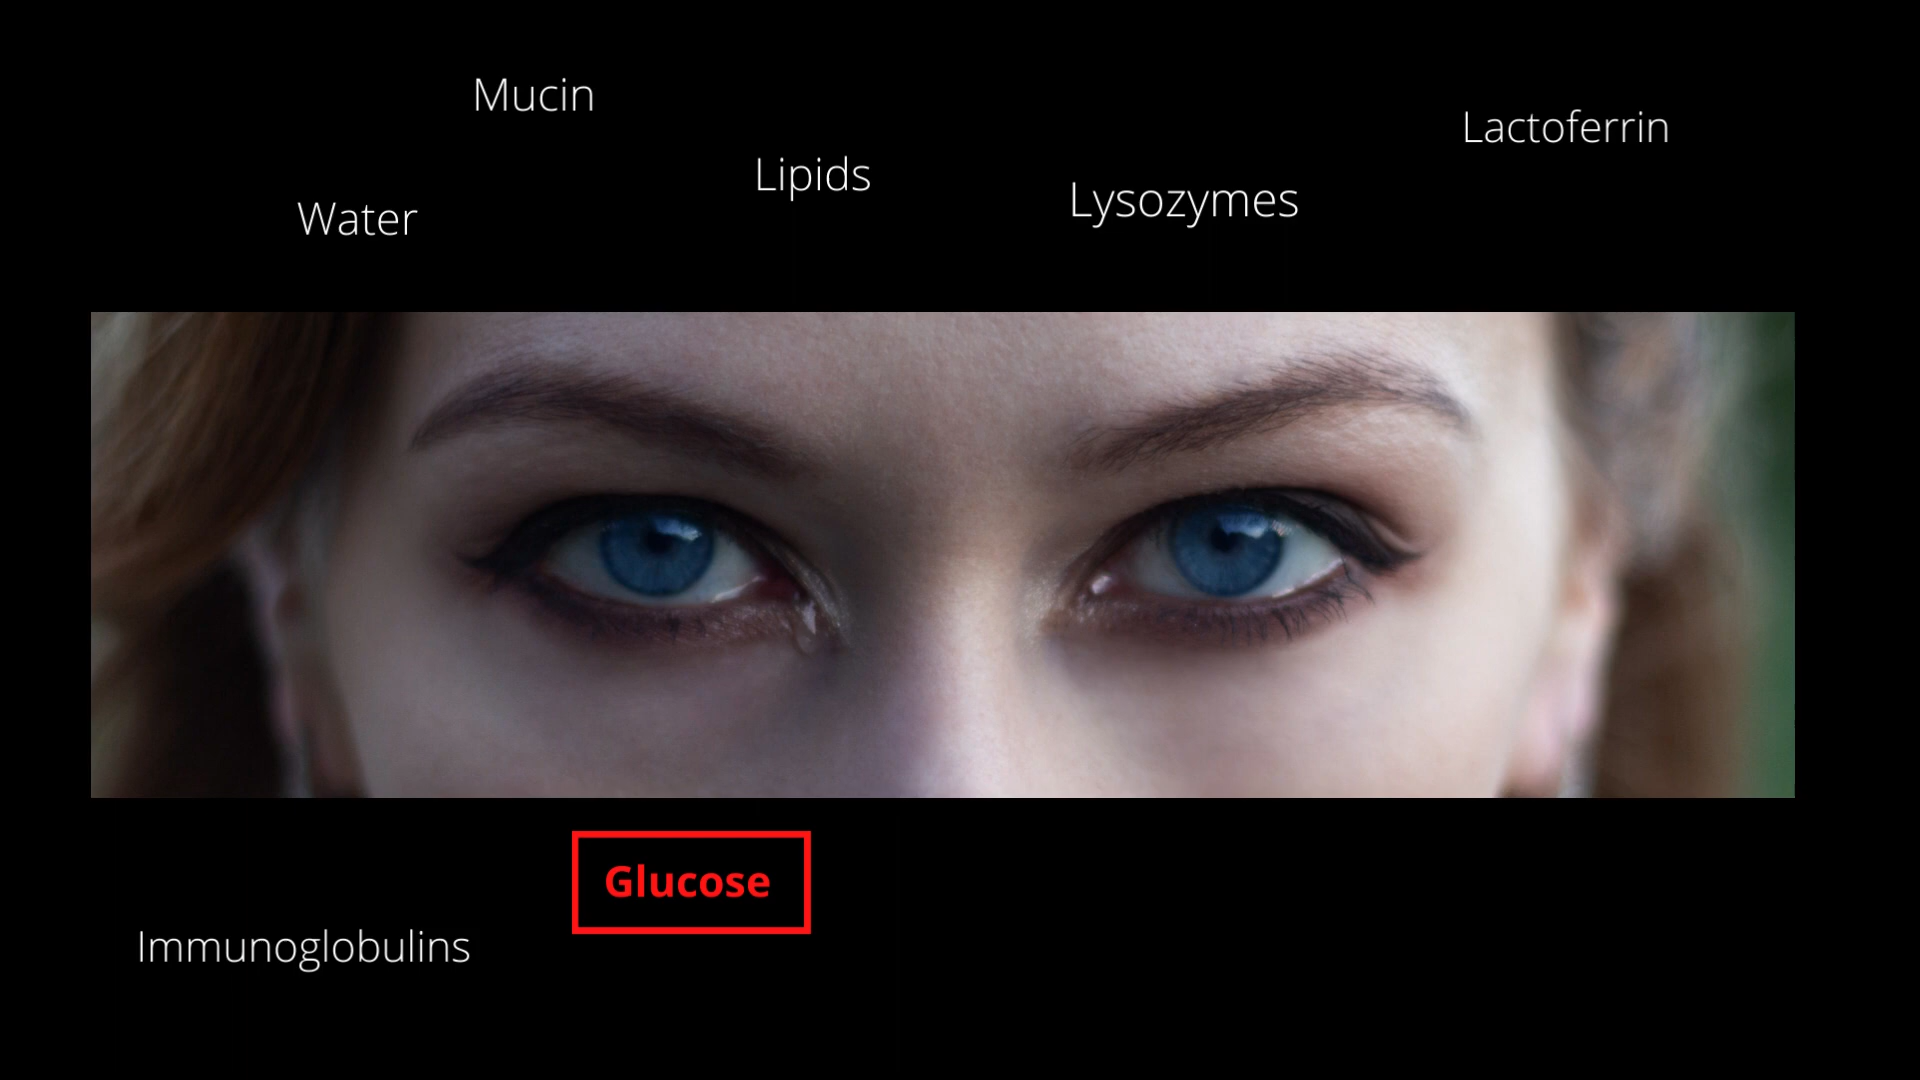 Mucin
Lactoferrin
Lipids
Lysozymes
Water
Glucose
Immunoglobulins